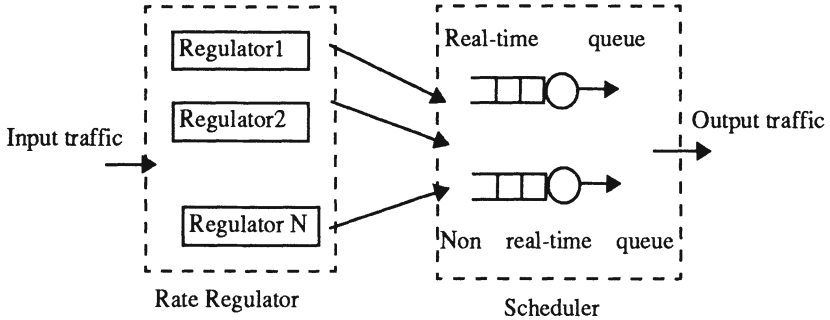 Regulator1
Real-time queue
Regulator2
Input traffic
Output traffic
Regulator N
Non real-time queue
Rate Regulator
Scheduler